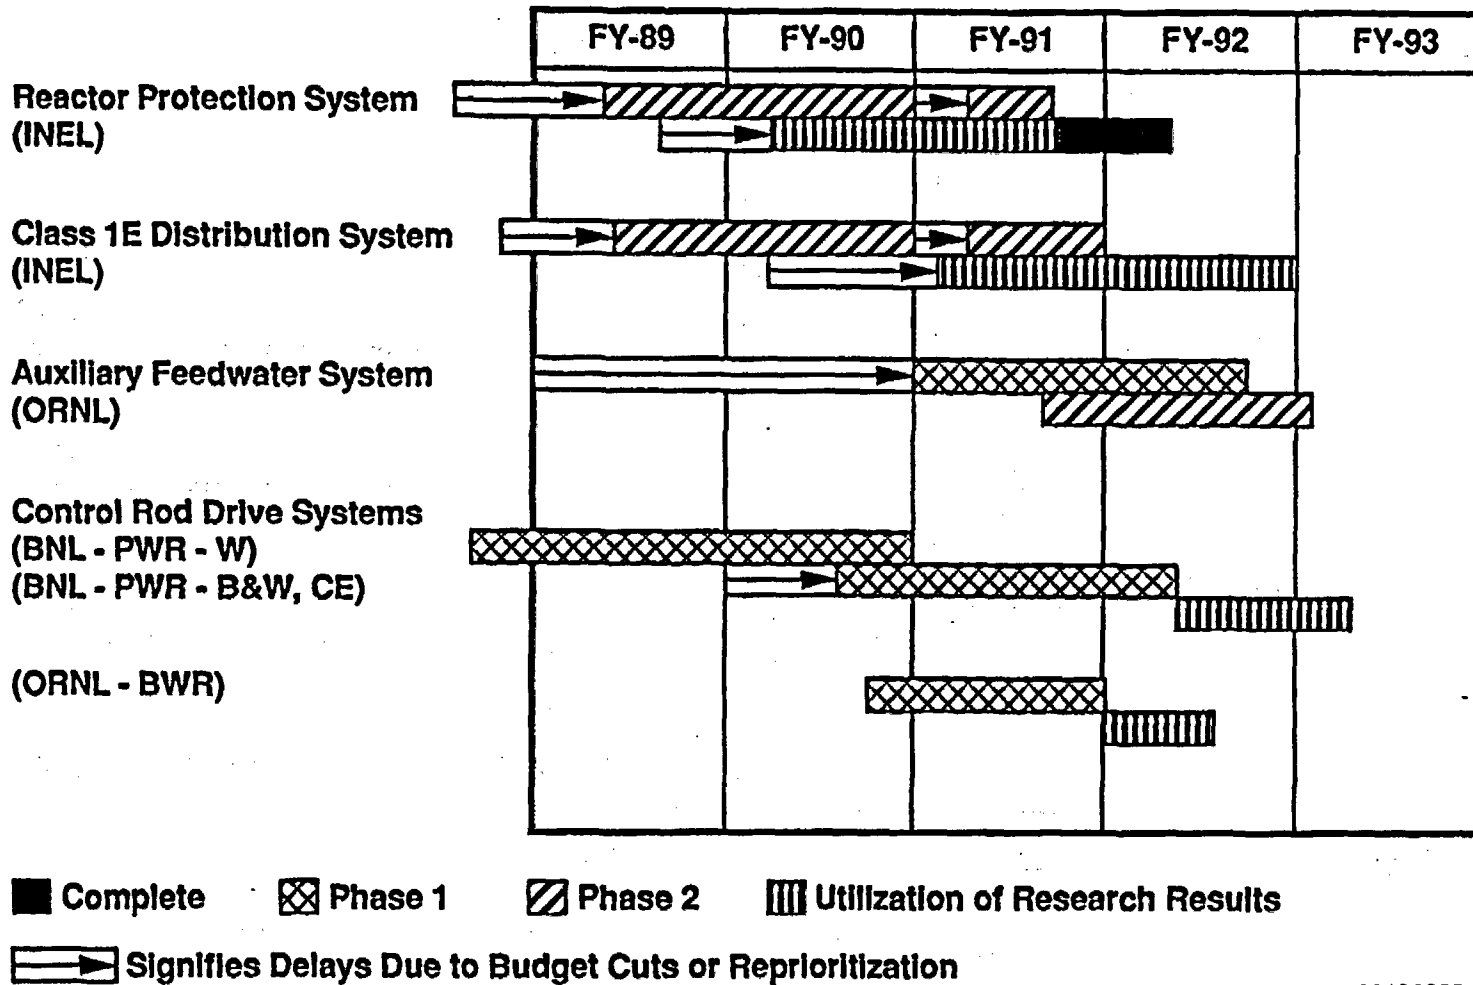 FY-89 FY-90 FY-91 FY-92 FY-93
Reactor Protection System
(INEL)
Class 1E Distribution System
(INEL)
Auxiliary Feedwater System
(ORNL)
Control Rod Drive Systems
(BNL - PWR - W)
(BNL - PWR - B&W, CE)
(ORNL - BWR)
Complete Phase 1 Phase 2 Utilization of Research Results
Signifies Delays Due to Budget Cuts or Reprioritization